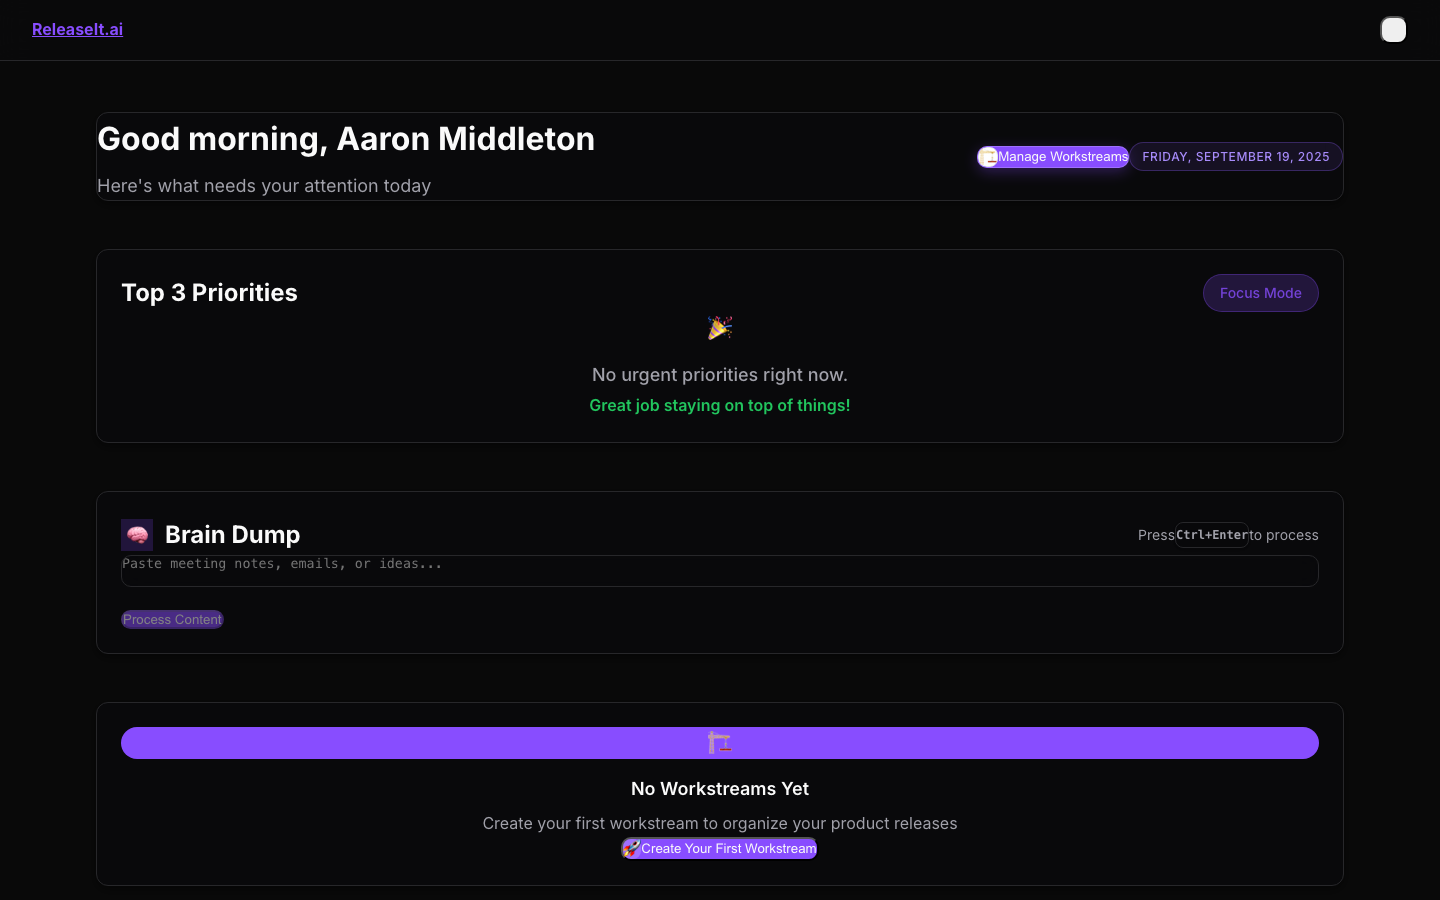 ReleaseIt.ai
Good morning, Aaron Middleton
Here's what needs your attention today
Manage Workstreams
FRIDAY, SEPTEMBER 19, 2025
Top 3 Priorities
Focus Mode
No urgent priorities right now.
Great job staying on top of things!
Brain Dump
Press Ctrl+Enter to process
Paste meeting notes, emails, or ideas...
Process Content
No Workstreams Yet
Create your first workstream to organize your product releases
Create Your First Workstream